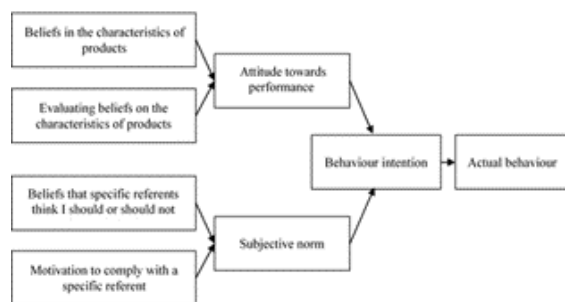 Beliefs in the characteristics of
products
Evaluating beliefs on the
characteristics of products
Attitude towards
performance
Behaviour intention
Actual behaviour
Beliefs that specific referents
think I should or should not
Motivation to comply with a
specific referent
Subjective norm